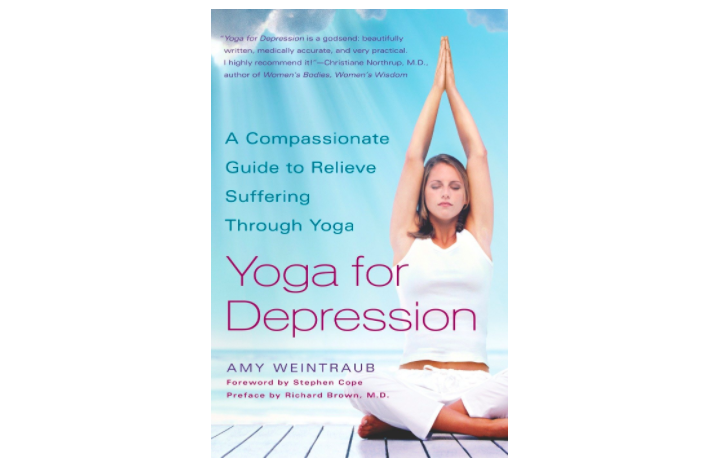 "Yoga for Depression is a godsend: beautifully
written, medically accurate, and very practical.
I highly recommend it!"—Christiane Northrup, M.D.,
author of Women's Bodies, Women's Wisdom
A Compassionate
Guide to Relieve
Suffering
Through Yoga
Yoga for
Depression
AMY WEINTRAUB
Foreword by Stephen Cope
Preface by Richard Brown, M.D.